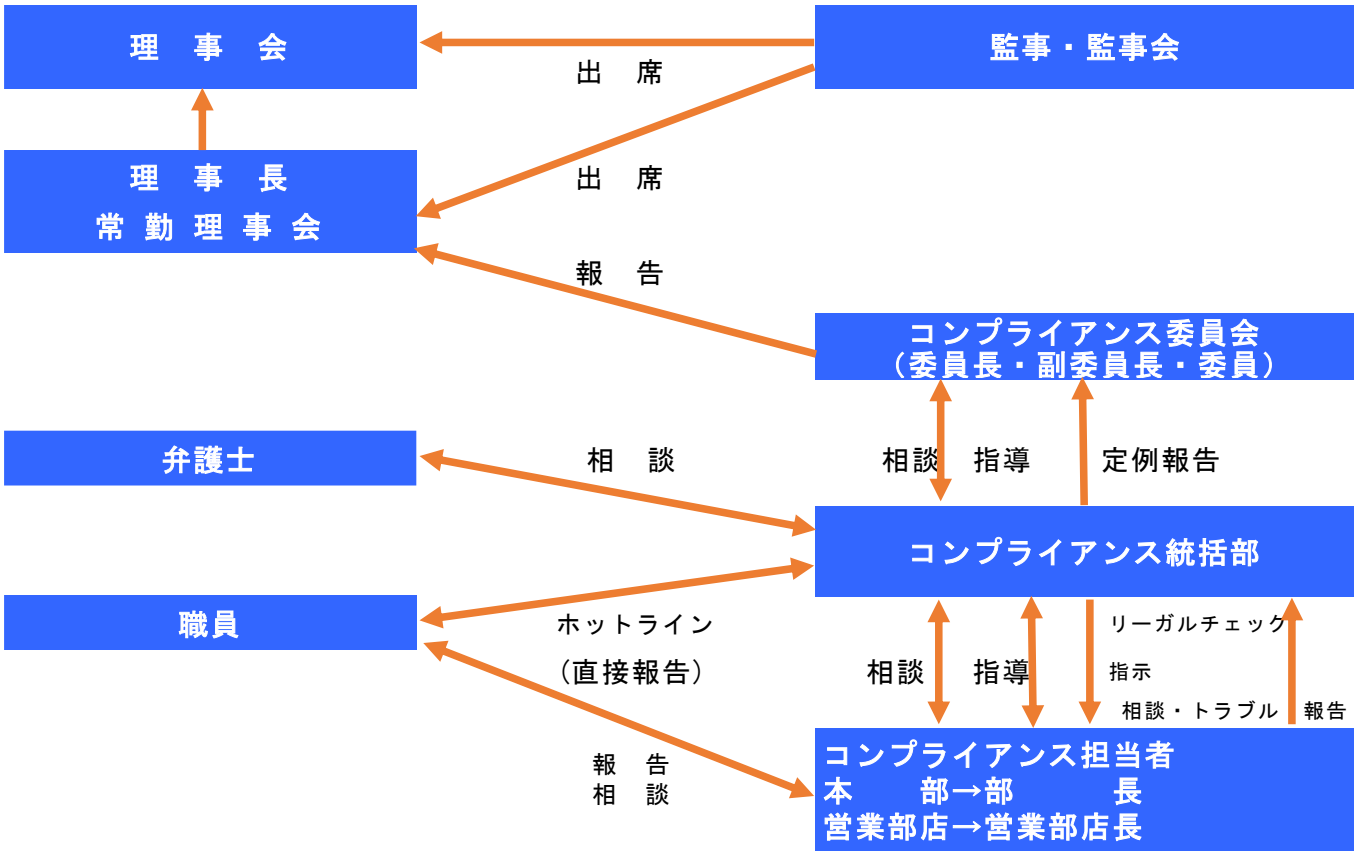 理　事　会
監事・監事会
出　席
理　事　長
常 勤 理 事 会
出　席
報　告
コンプライアンス委員会
（委員長・副委員長・委員）
弁護士
相　談
相談　指導　定例報告
コンプライアンス統括部
職員
ホットライン
（直接報告）
リーガルチェック
相談　指導　指示
相談・トラブル　報告
報　告
相　談
コンプライアンス担当者
本　　部→部　　　長
営業部店→営業部店長